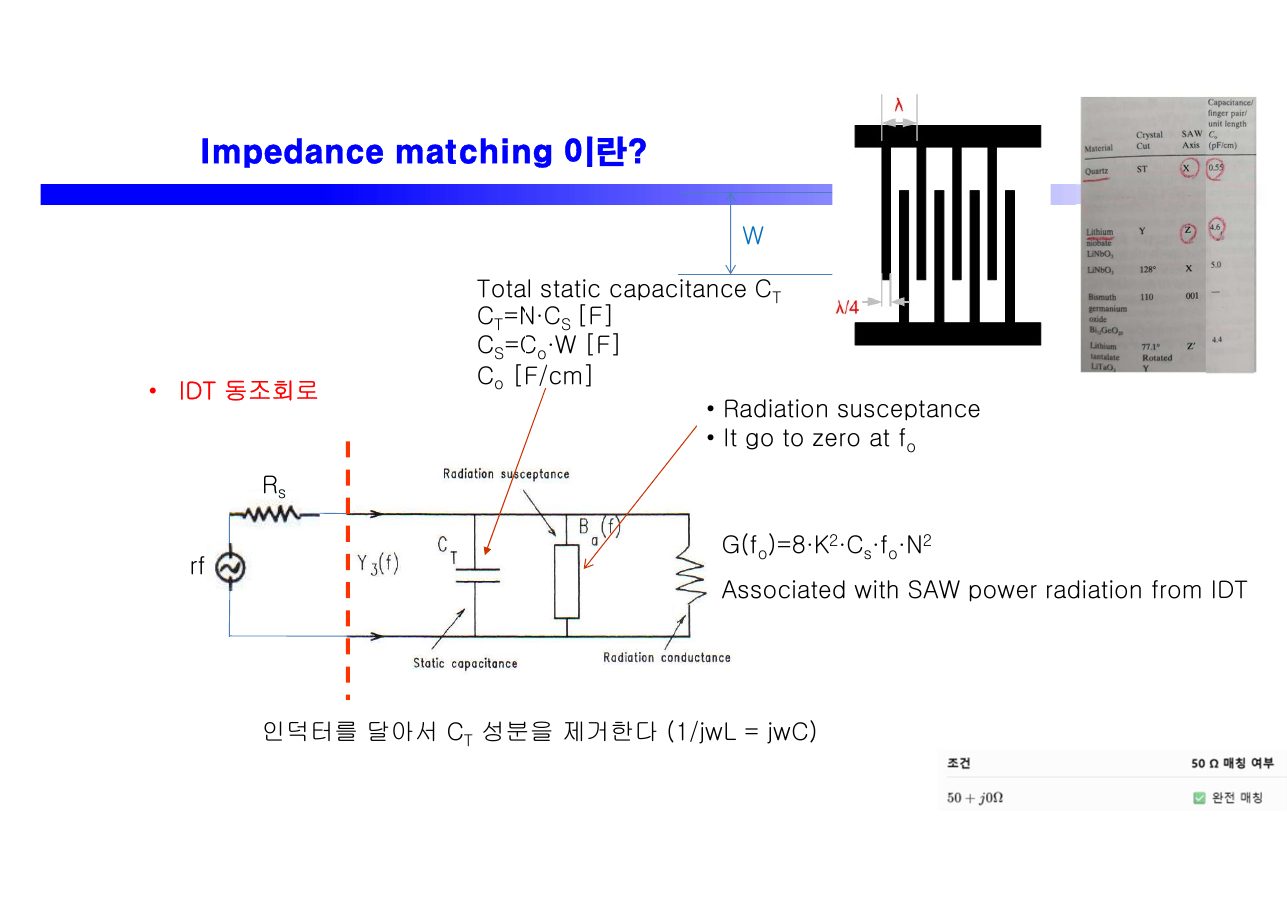 Impedance matching 이란?
λ
W
λ/4
Material
Crystal
Cut
SAW
Axis
Capacitance/
finger pair/
unit length
Co
(pF/cm)
Quartz ST X 0.55
Lithium Y Z 4.6
niobate
LiNbO3
LiNbO3 128° X 5.0
Bismuth 110 001 —
germanium
oxide
Bi12GeO20
Lithium 77.1° Z' 4.4
tantalate Rotated
LiTaO3 Y
Total static capacitance CT
CT=N·CS [F]
CS=Co·W [F]
Co [F/cm]
• IDT 동조회로
• Radiation susceptance
• It go to zero at fo
Rs
rf
Y3(f)
CT
Radiation susceptance
Ba(f)
Static capacitance
Radiation conductance
G(fo)=8·K²·Cs·fo·N²
Associated with SAW power radiation from IDT
인덕터를 달아서 CT 성분을 제거한다 (1/jwL = jwC)
조건 50 Ω 매칭 여부
50 + j0Ω ✅ 완전 매칭